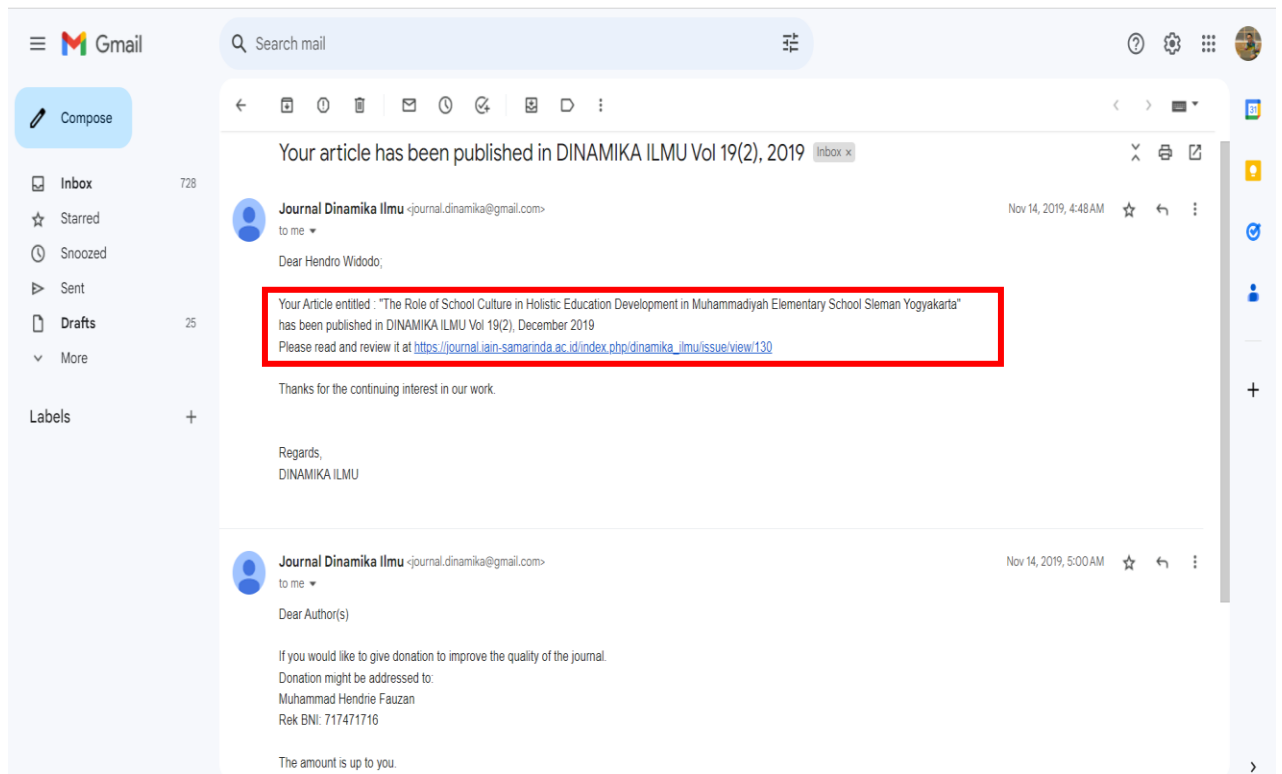 Gmail
Search mail
Compose
Inbox 728
Starred
Snoozed
Sent
Drafts 25
More
Labels
31
Your article has been published in DINAMIKA ILMU Vol 19(2), 2019 Inbox ×
Journal Dinamika Ilmu <journal.dinamika@gmail.com> Nov 14, 2019, 4:48 AM
to me
Dear Hendro Widodo;
Your Article entitled : "The Role of School Culture in Holistic Education Development in Muhammadiyah Elementary School Sleman Yogyakarta"
has been published in DINAMIKA ILMU Vol 19(2), December 2019
Please read and review it at https://journal.iain-samarinda.ac.id/index.php/dinamika_ilmu/issue/view/130
Thanks for the continuing interest in our work.
Regards,
DINAMIKA ILMU
Journal Dinamika Ilmu <journal.dinamika@gmail.com> Nov 14, 2019, 5:00 AM
to me
Dear Author(s)
If you would like to give donation to improve the quality of the journal.
Donation might be addressed to:
Muhammad Hendrie Fauzan
Rek BNI: 717471716
The amount is up to you.